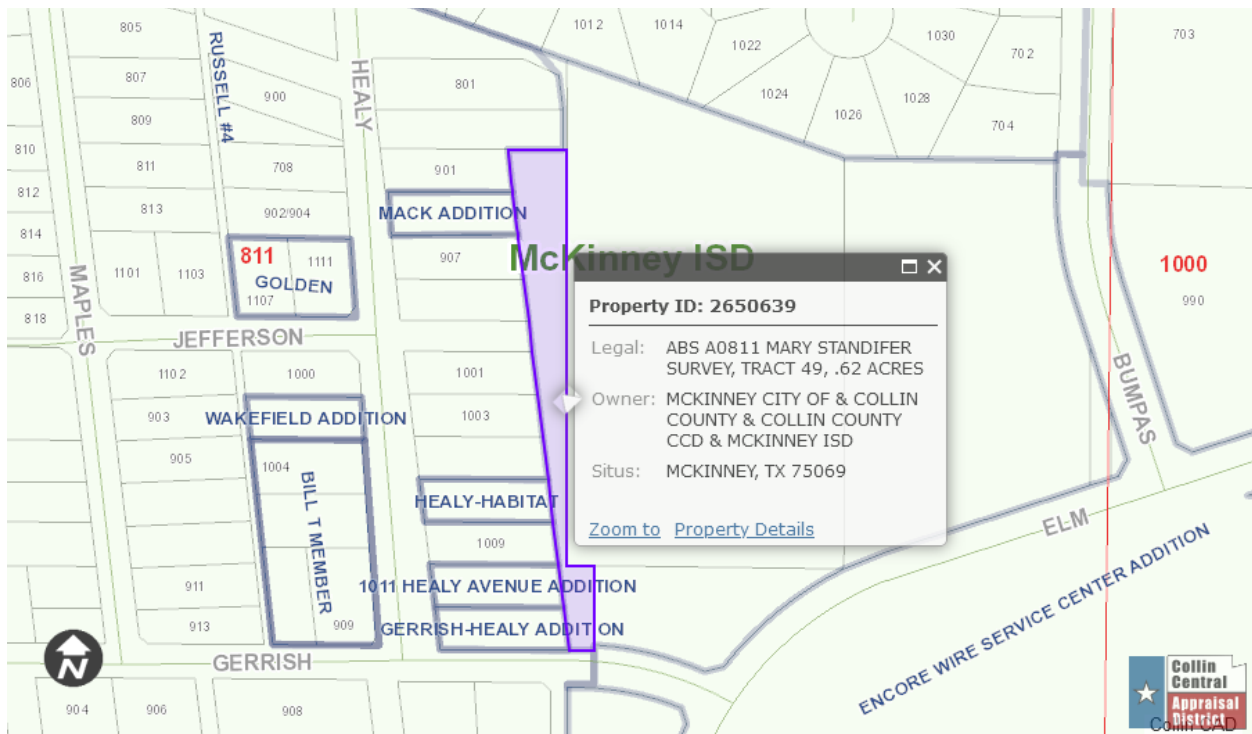 805
RUSSELL #4
HEALY
1012
1014
1022
1030
702
703
806
807
900
801
1024
1026
1028
704
809
810
811
708
901
812
813
902/904
MACK ADDITION
814
811
1111
907
McKinney ISD
816
1101
1103
GOLDEN
1107
1000
990
818
MAPLES
JEFFERSON
Property ID: 2650639
Legal: ABS A0811 MARY STANDIFER
SURVEY, TRACT 49, .62 ACRES
Owner: MCKINNEY CITY OF & COLLIN
COUNTY & COLLIN COUNTY
CCD & MCKINNEY ISD
Situs: MCKINNEY, TX 75069
Zoom to Property Details
BUMPAS
1102
1000
1001
903
WAKEFIELD ADDITION
1003
905
1004
BILL T MEMBER
HEALY-HABITAT
1009
ELM
911
1011 HEALY AVENUE ADDITION
913
909
GERRISH-HEALY ADDITION
ENCORE WIRE SERVICE CENTER ADDITION
N
GERRISH
904
906
908
Collin
Central
Appraisal
District
Collin CAD